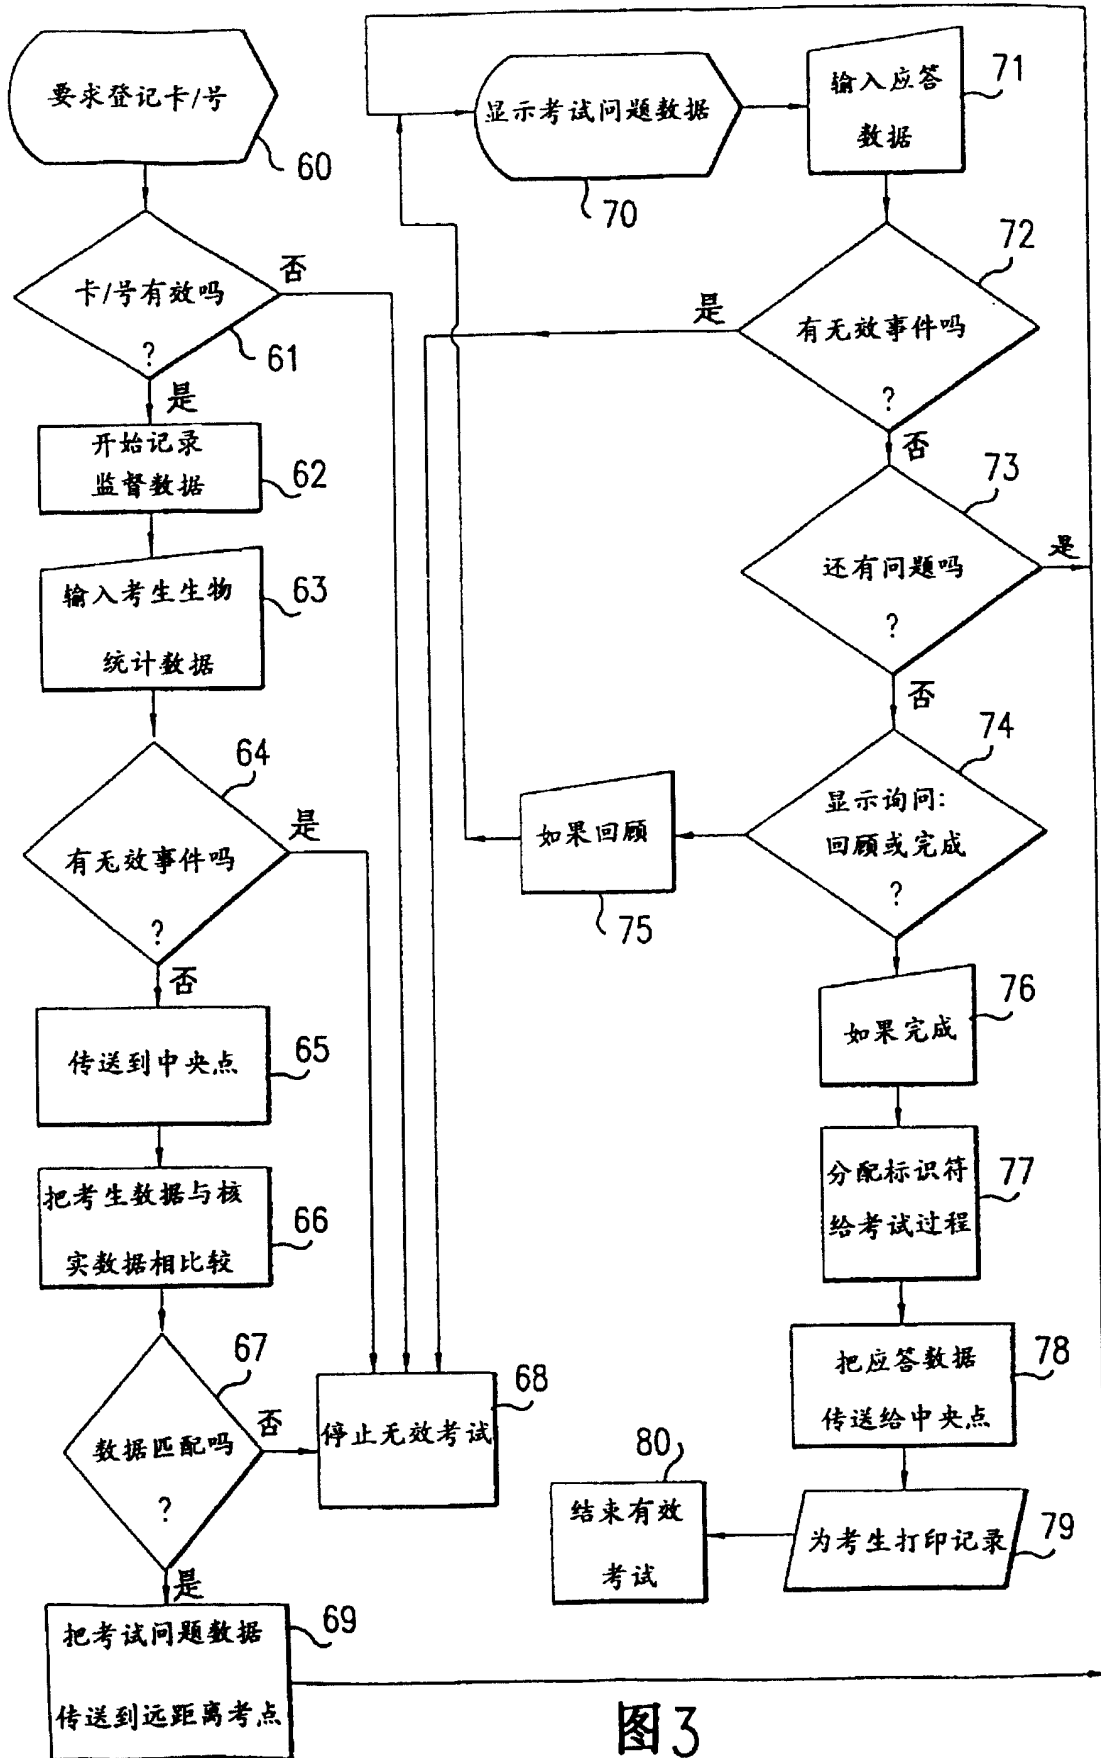 要求登记卡/号
60
卡/号有效吗
?
61
否
是
开始记录
监督数据
62
输入考生生物
统计数据
63
64
有无效事件吗
?
是
否
传送到中央点
65
把考生数据与核
实数据相比较
66
67
数据匹配吗
?
否
是
停止无效考试
68
把考试问题数据
传送到远距离考点
69
显示考试问题数据
70
输入应答
数据
71
72
有无效事件吗
?
是
否
73
还有问题吗
?
是
否
74
显示询问:
回顾或完成
?
如果回顾
75
如果完成
76
分配标识符
给考试过程
77
把应答数据
传送给中央点
78
为考生打印记录
79
80
结束有效
考试
图3